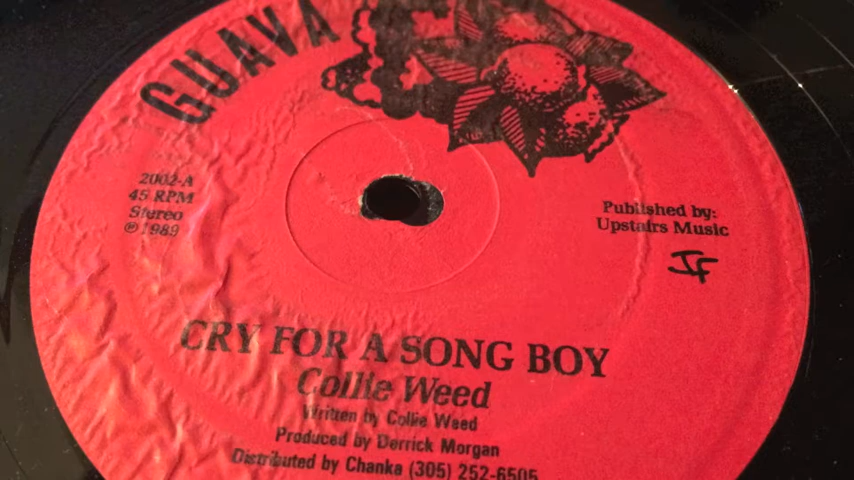 GUAVA
2002-A
45 RPM
Stereo
℗ 1989
Published by:
Upstairs Music
JF
CRY FOR A SONG BOY
Collie Weed
Written by Collie Weed
Produced by Derrick Morgan
Distributed by Chanka (305) 252-6505